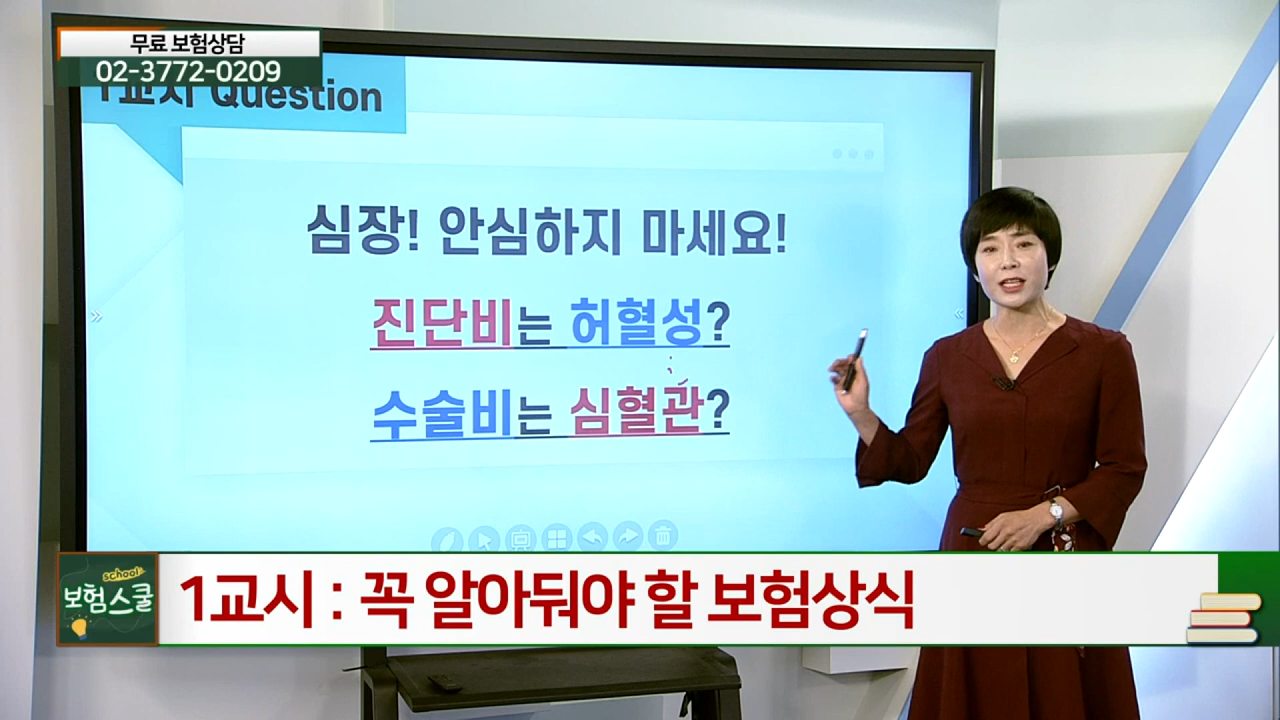 무료 보험상담
02-3772-0209
1교시 Question
심장! 안심하지 마세요!
진단비는 허혈성?
수술비는 심혈관?
school
보험스쿨
1교시 : 꼭 알아둬야 할 보험상식